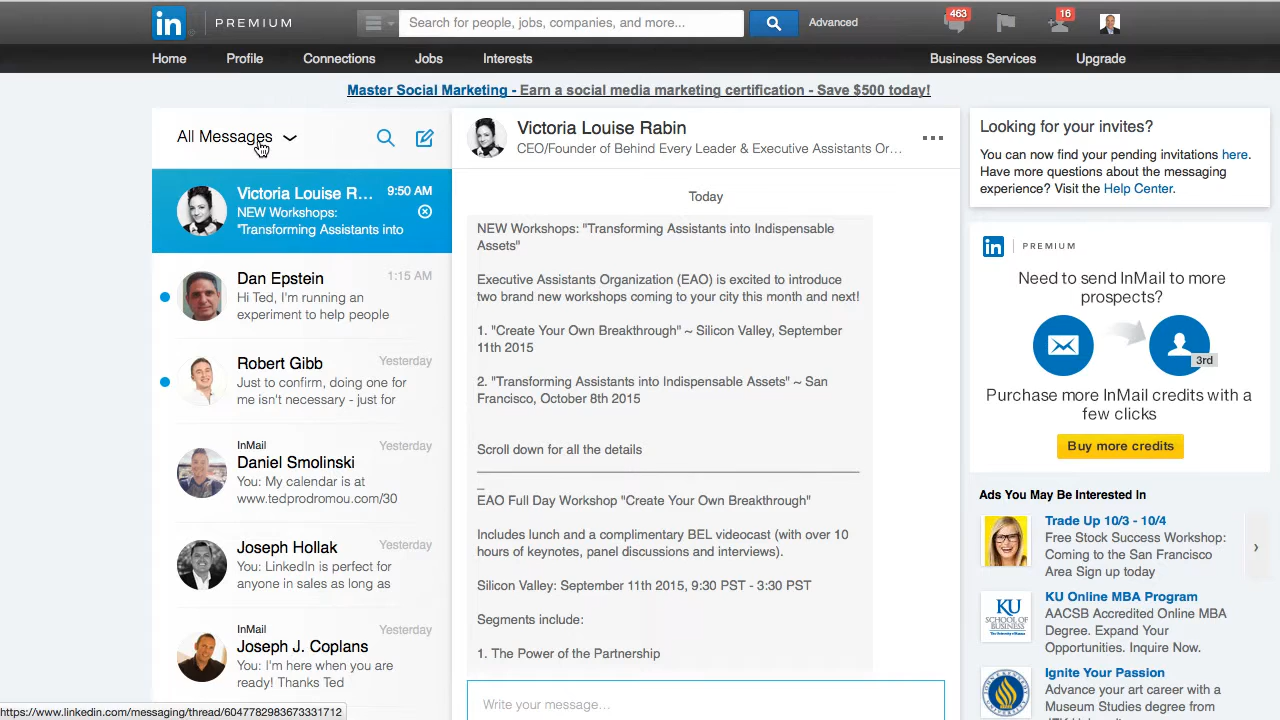 in PREMIUM
Search for people, jobs, companies, and more...
Advanced
463
16
Home
Profile
Connections
Jobs
Interests
Business Services
Upgrade
Master Social Marketing - Earn a social media marketing certification - Save $500 today!
All Messages
Victoria Louise R... 9:50 AM
NEW Workshops:
"Transforming Assistants into
Dan Epstein 1:15 AM
Hi Ted, I'm running an
experiment to help people
Robert Gibb Yesterday
Just to confirm, doing one for
me isn't necessary - just for
InMail Yesterday
Daniel Smolinski
You: My calendar is at
www.tedprodromou.com/30
Joseph Hollak Yesterday
You: LinkedIn is perfect for
anyone in sales as long as
InMail Yesterday
Joseph J. Coplans
You: I'm here when you are
ready! Thanks Ted
https://www.linkedin.com/messaging/thread/6047782983673331712
Victoria Louise Rabin
CEO/Founder of Behind Every Leader & Executive Assistants Or...
Today
NEW Workshops: "Transforming Assistants into Indispensable
Assets"
Executive Assistants Organization (EAO) is excited to introduce
two brand new workshops coming to your city this month and next!
1. "Create Your Own Breakthrough" ~ Silicon Valley, September
11th 2015
2. "Transforming Assistants into Indispensable Assets" ~ San
Francisco, October 8th 2015
Scroll down for all the details
EAO Full Day Workshop "Create Your Own Breakthrough"
Includes lunch and a complimentary BEL videocast (with over 10
hours of keynotes, panel discussions and interviews).
Silicon Valley: September 11th 2015, 9:30 PST - 3:30 PST
Segments include:
1. The Power of the Partnership
Write your message...
Looking for your invites?
You can now find your pending invitations here.
Have more questions about the messaging
experience? Visit the Help Center.
in PREMIUM
Need to send InMail to more
prospects?
3rd
Purchase more InMail credits with a
few clicks
Buy more credits
Ads You May Be Interested In
Trade Up 10/3 - 10/4
Free Stock Success Workshop:
Coming to the San Francisco
Area Sign up today
KU
SCHOOL OF
BUSINESS
KU Online MBA Program
AACSB Accredited Online MBA
Degree. Expand Your
Opportunities. Inquire Now.
Ignite Your Passion
Advance your art career with a
Museum Studies degree from